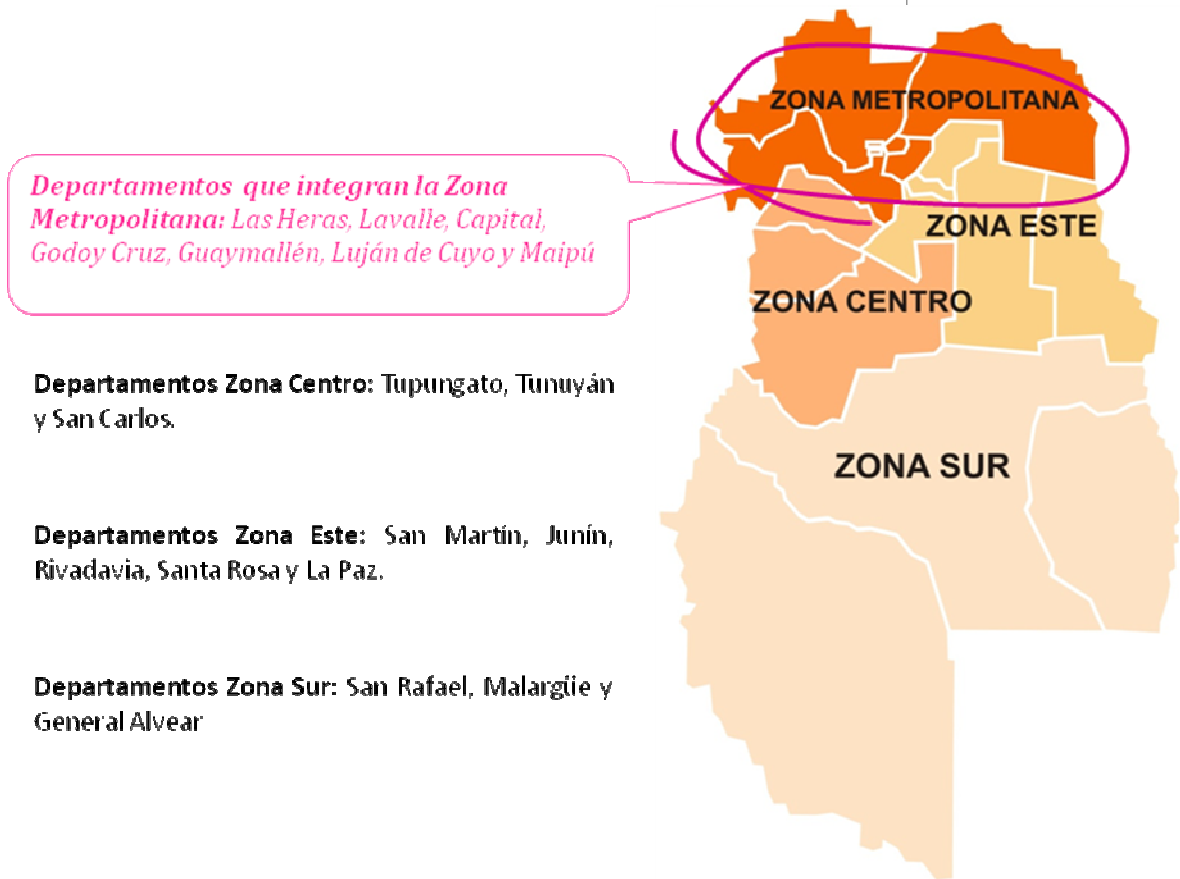 Departamentos que integran la Zona
Metropolitana: Las Heras, Lavalle, Capital,
Godoy Cruz, Guaymallén, Luján de Cuyo y Maipú
Departamentos Zona Centro: Tupungato, Tunuyán
y San Carlos.
Departamentos Zona Este: San Martín, Junín,
Rivadavia, Santa Rosa y La Paz.
Departamentos Zona Sur: San Rafael, Malargüe y
General Alvear
ZONA METROPOLITANA
ZONA ESTE
ZONA CENTRO
ZONA SUR